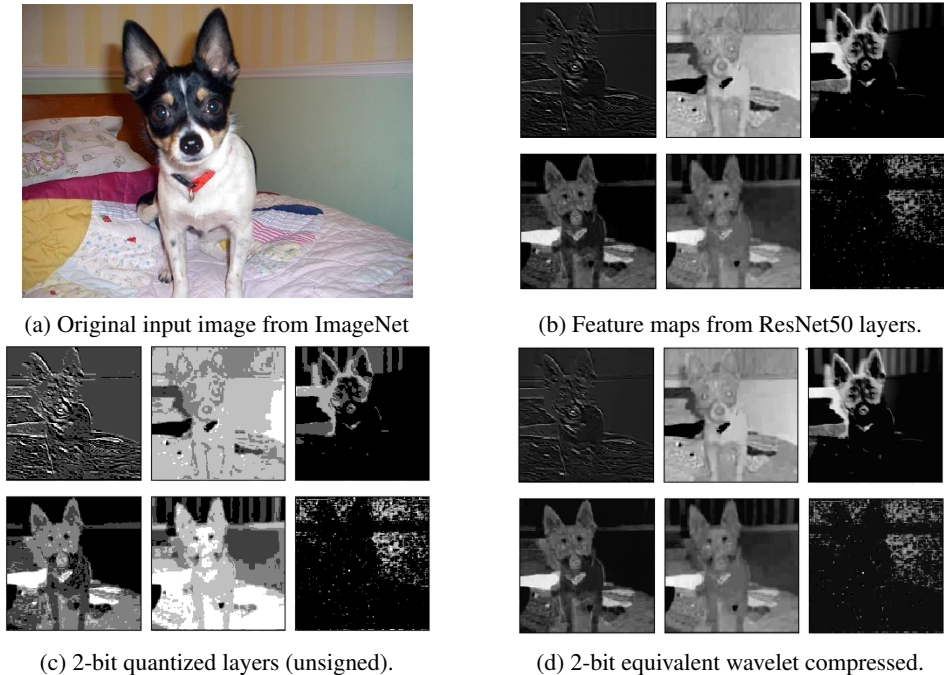 (a) Original input image from ImageNet
(b) Feature maps from ResNet50 layers.
(c) 2-bit quantized layers (unsigned).
(d) 2-bit equivalent wavelet compressed.